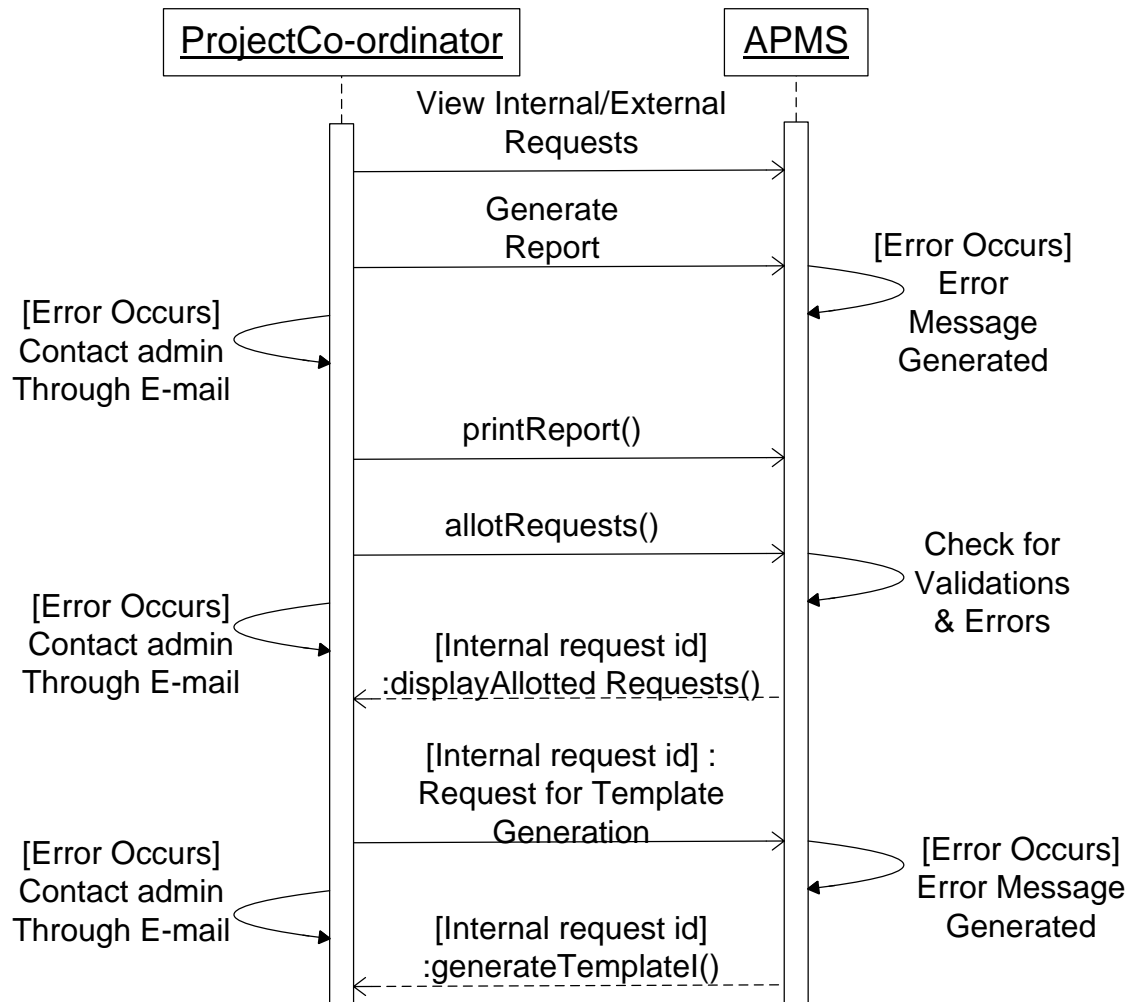 ProjectCo-ordinator
APMS
View Internal/External
Requests
Generate
Report
[Error Occurs]
Error
Message
Generated
[Error Occurs]
Contact admin
Through E-mail
printReport()
allotRequests()
Check for
Validations
& Errors
[Error Occurs]
Contact admin
Through E-mail
[Internal request id]
:displayAllotted Requests()
[Internal request id] :
Request for Template
Generation
[Error Occurs]
Error Message
Generated
[Error Occurs]
Contact admin
Through E-mail
[Internal request id]
:generateTemplateI()